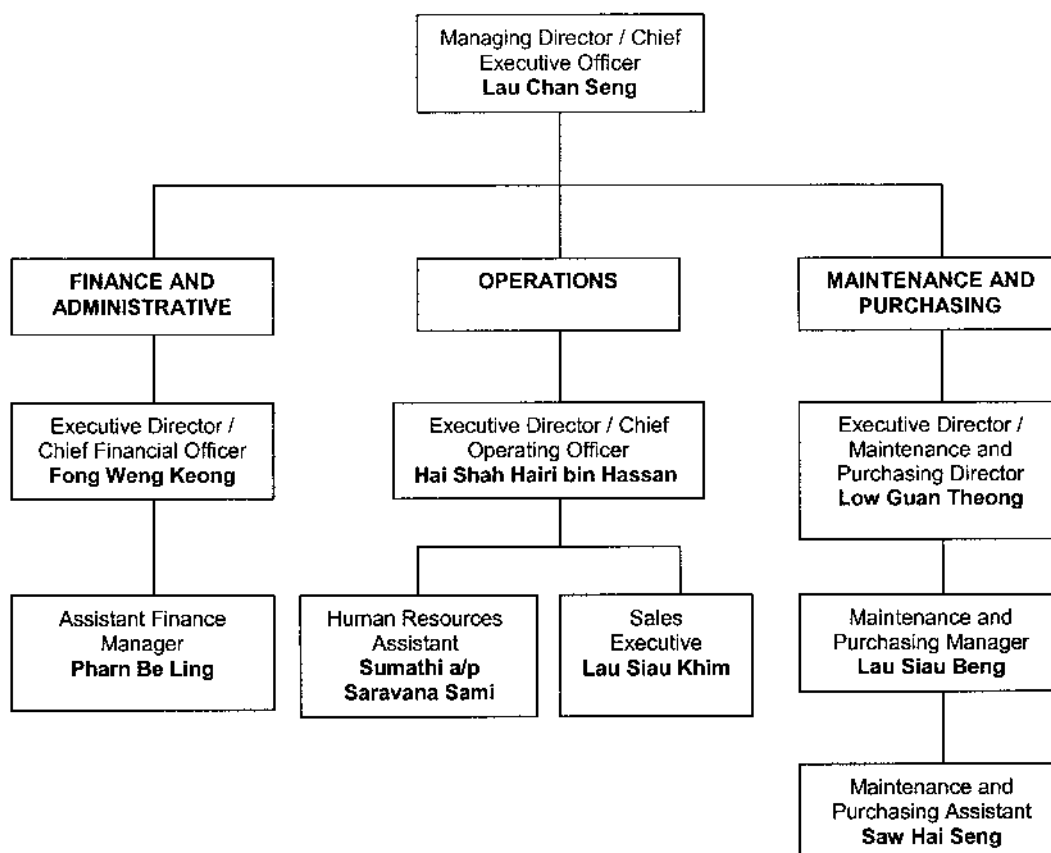 Managing Director / Chief
Executive Officer
Lau Chan Seng
FINANCE AND
ADMINISTRATIVE
OPERATIONS
MAINTENANCE AND
PURCHASING
Executive Director /
Chief Financial Officer
Fong Weng Keong
Executive Director / Chief
Operating Officer
Hai Shah Hairi bin Hassan
Executive Director /
Maintenance and
Purchasing Director
Low Guan Theong
Assistant Finance
Manager
Pharn Be Ling
Human Resources
Assistant
Sumathi a/p
Saravana Sami
Sales
Executive
Lau Siau Khim
Maintenance and
Purchasing Manager
Lau Siau Beng
Maintenance and
Purchasing Assistant
Saw Hai Seng